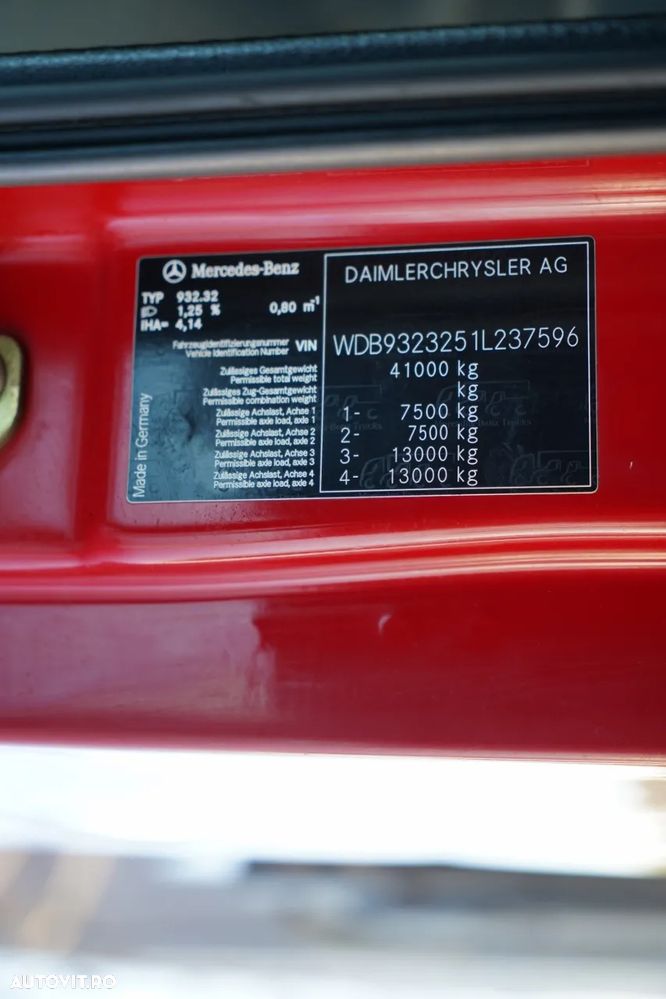 Mercedes-Benz
TYP 932.32
1,25 % 0,80 m⁻¹
IHA= 4,14
Fahrzeugidentifizierungsnummer
Vehicle Identification Number VIN
Zulässiges Gesamtgewicht
Permissible total weight
Zulässiges Zug-Gesamtgewicht
Permissible combination weight
Zulässige Achslast, Achse 1
Permissible axle load, axle 1
Zulässige Achslast, Achse 2
Permissible axle load, axle 2
Zulässige Achslast, Achse 3
Permissible axle load, axle 3
Zulässige Achslast, Achse 4
Permissible axle load, axle 4
Made in Germany
DAIMLERCHRYSLER AG
WDB9323251L237596
41000 kg
kg
1- 7500 kg
2- 7500 kg
3- 13000 kg
4- 13000 kg
AUTOVIT.RO